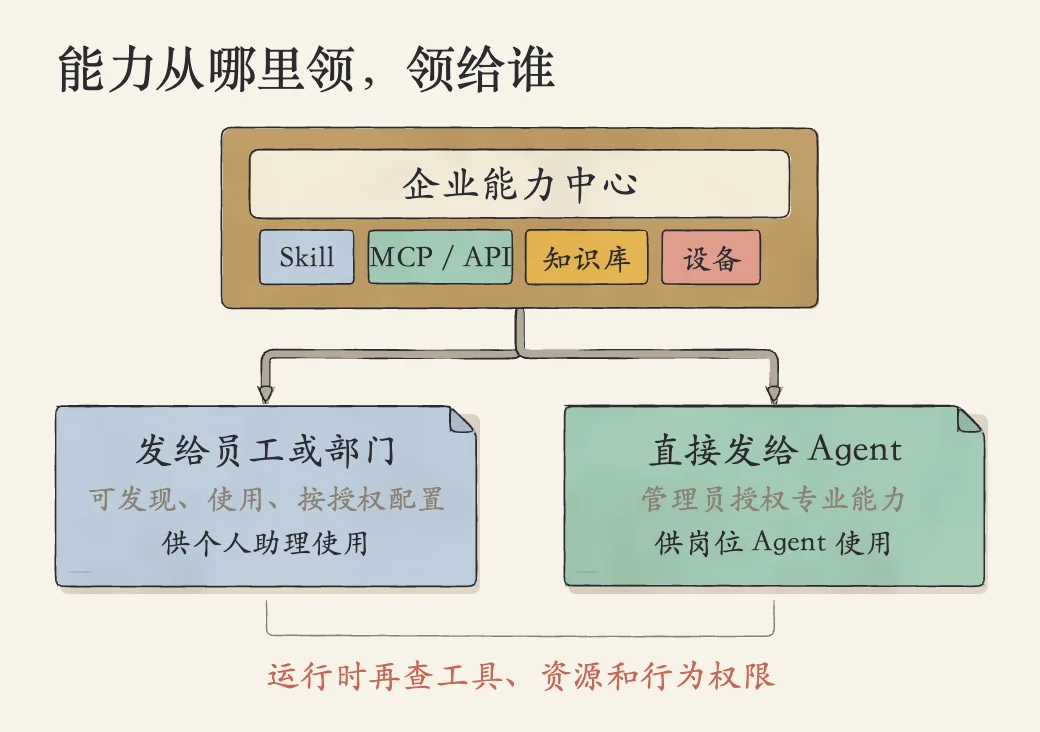 能力从哪里领，领给谁
企业能力中心
Skill
MCP / API
知识库
设备
发给员工或部门
可发现、使用、按授权配置
供个人助理使用
直接发给 Agent
管理员授权专业能力
供岗位 Agent 使用
运行时再查工具、资源和行为权限